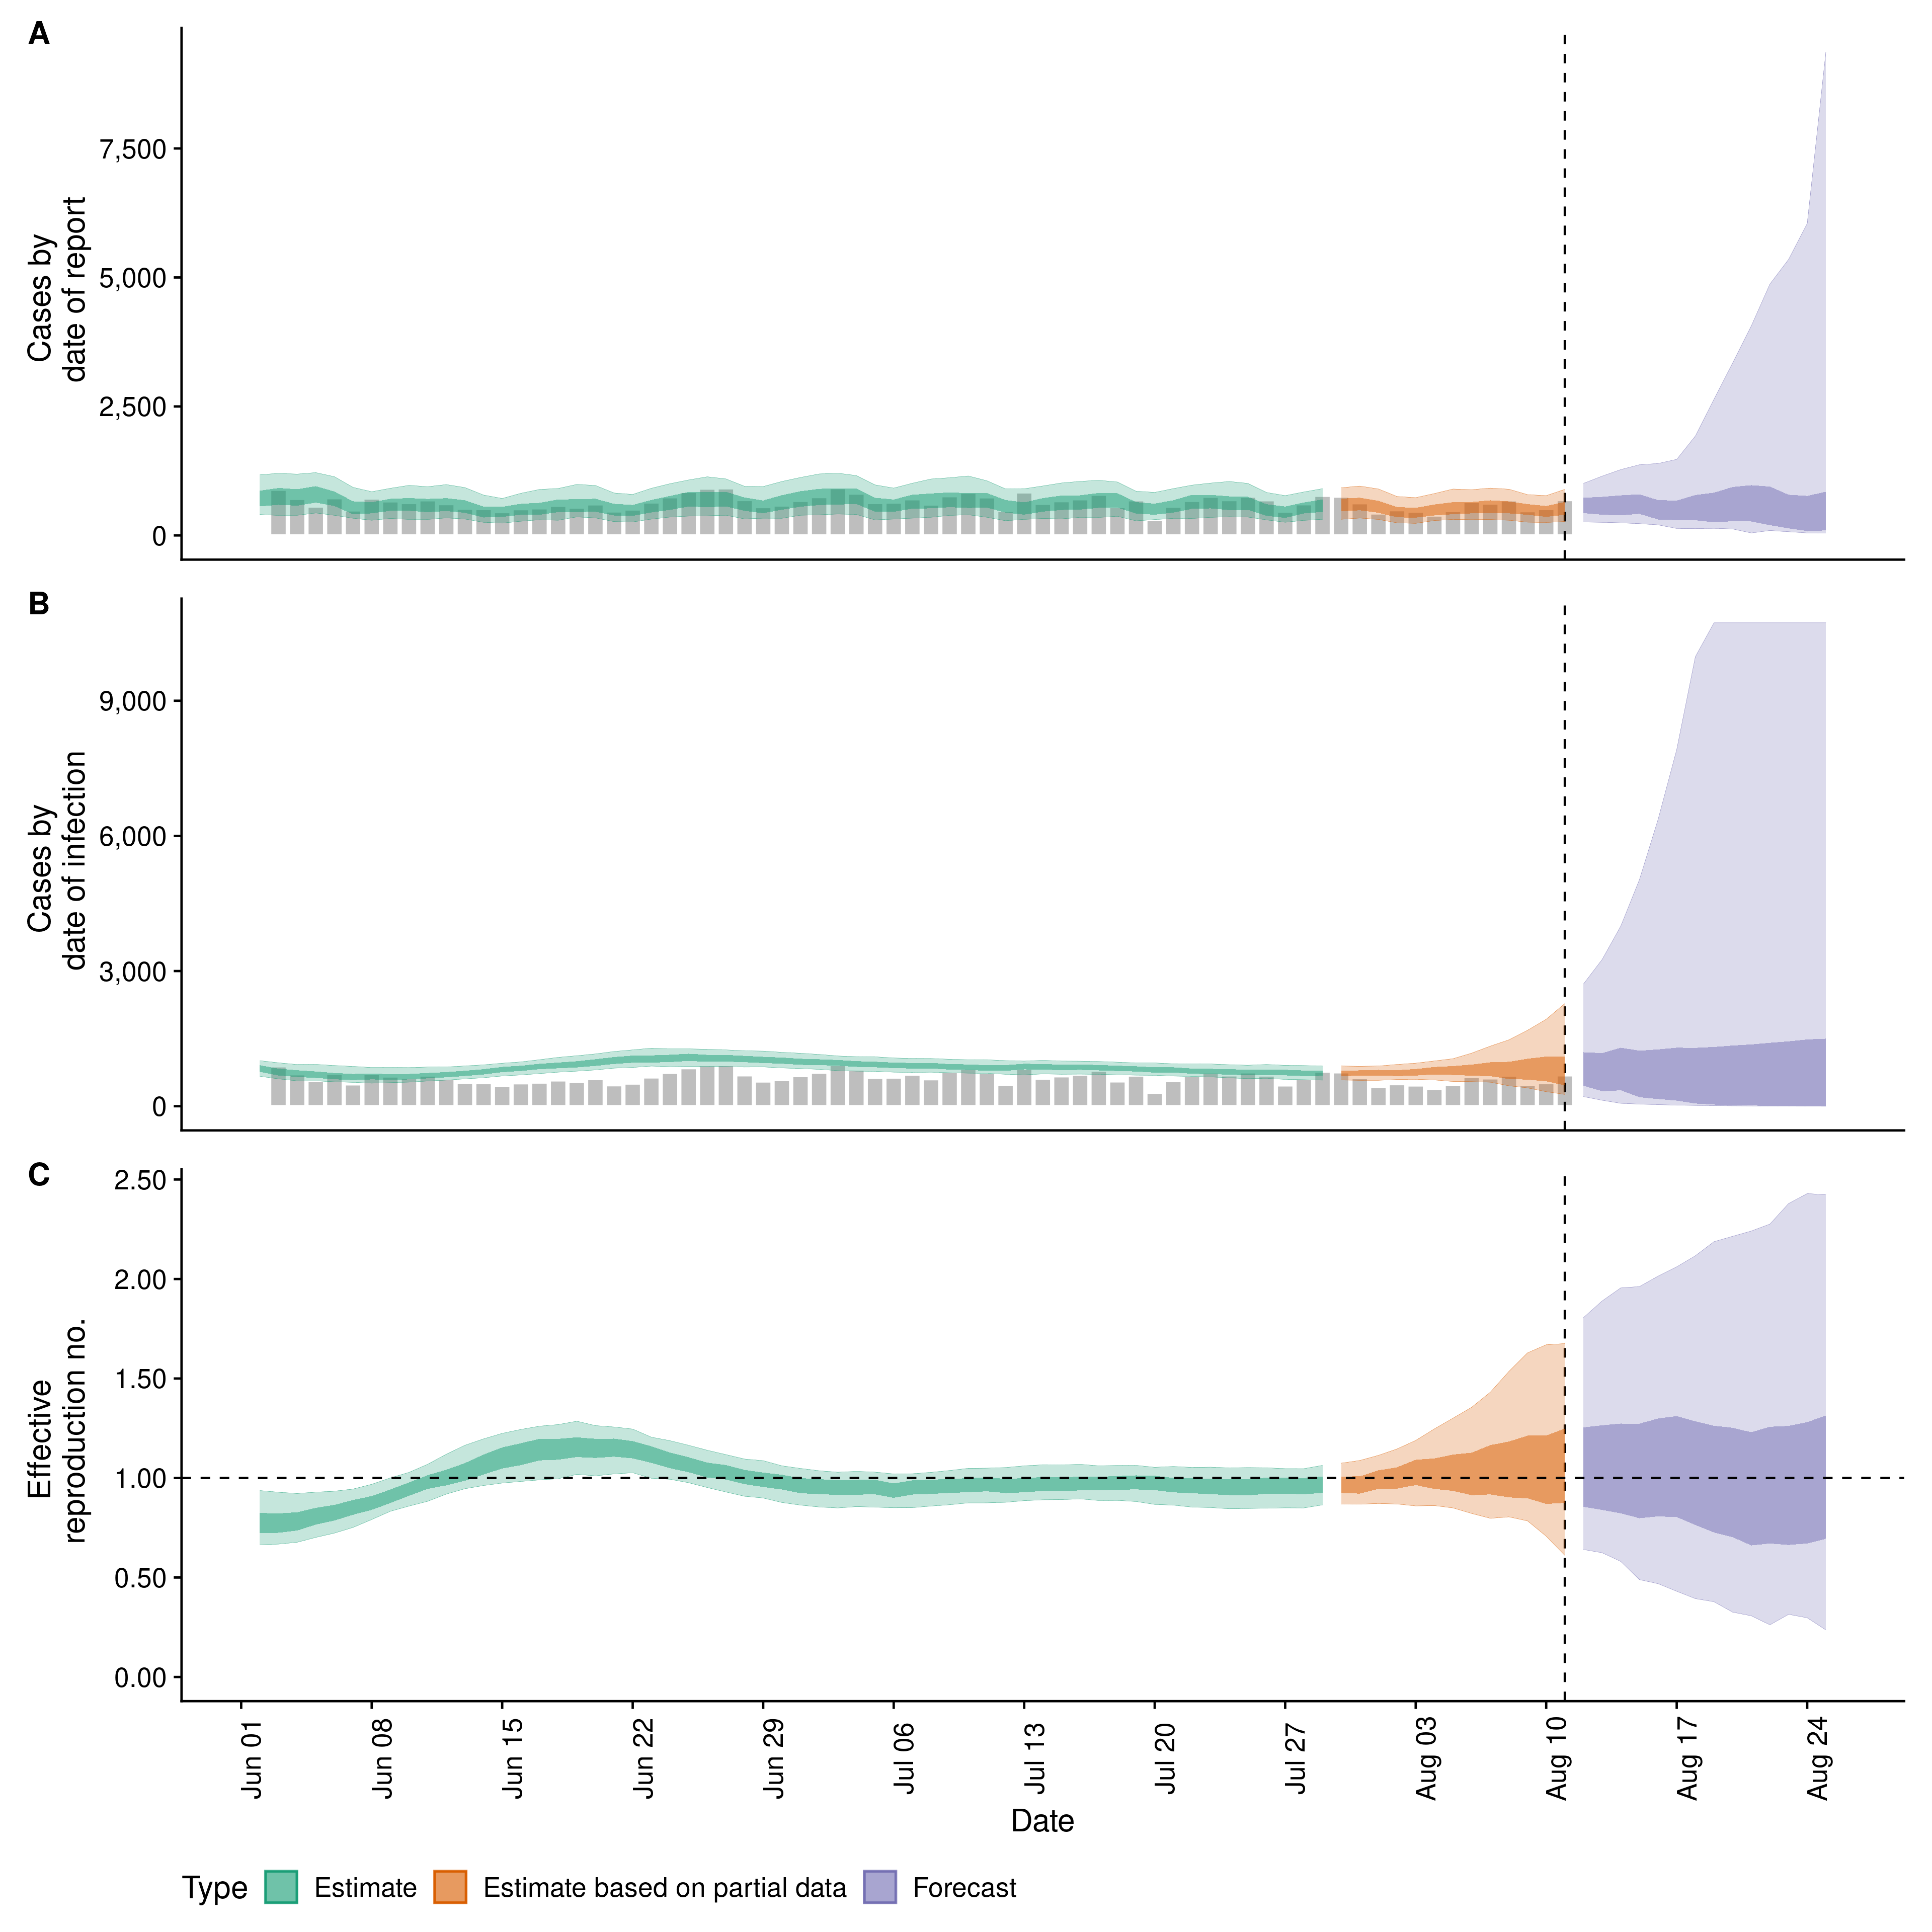 A
Cases by
date of report
7,500
5,000
2,500
0
B
Cases by
date of infection
9,000
6,000
3,000
0
C
Effective
reproduction no.
2.50
2.00
1.50
1.00
0.50
0.00
Jun 01
Jun 08
Jun 15
Jun 22
Jun 29
Jul 06
Jul 13
Jul 20
Jul 27
Aug 03
Aug 10
Aug 17
Aug 24
Date
Type Estimate Estimate based on partial data Forecast